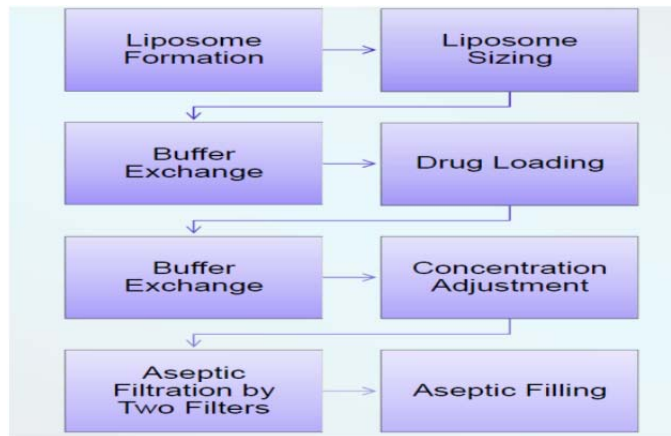 Liposome
Formation
Liposome
Sizing
Buffer
Exchange
Drug Loading
Buffer
Exchange
Concentration
Adjustment
Aseptic
Filtration by
Two Filters
Aseptic Filling